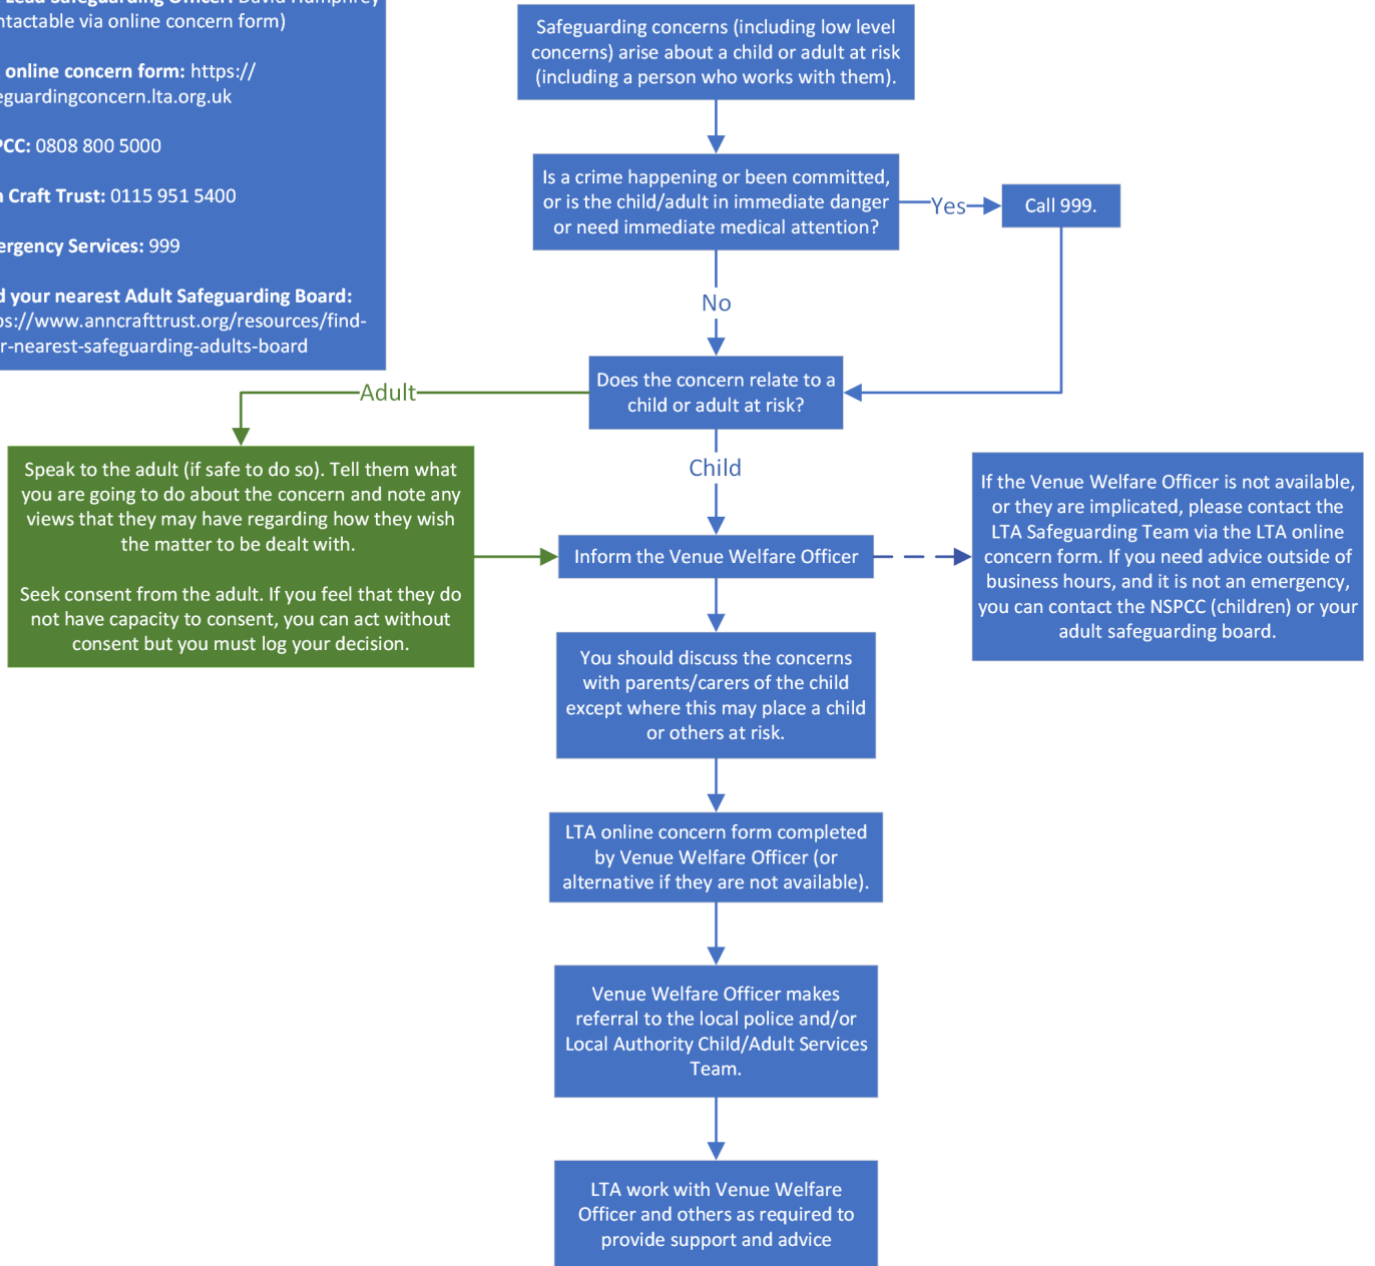 Lead Safeguarding Officer: David Humphrey
ntactable via online concern form)
online concern form: https://
eguardingconcern.lta.org.uk
PCC: 0808 800 5000
n Craft Trust: 0115 951 5400
ergency Services: 999
d your nearest Adult Safeguarding Board:
ps://www.anncrafttrust.org/resources/find-
r-nearest-safeguarding-adults-board
Safeguarding concerns (including low level
concerns) arise about a child or adult at risk
(including a person who works with them).
Is a crime happening or been committed,
or is the child/adult in immediate danger
or need immediate medical attention?
Yes
Call 999.
No
Does the concern relate to a
child or adult at risk?
Adult
Child
Speak to the adult (if safe to do so). Tell them what
you are going to do about the concern and note any
views that they may have regarding how they wish
the matter to be dealt with.
Seek consent from the adult. If you feel that they do
not have capacity to consent, you can act without
consent but you must log your decision.
Inform the Venue Welfare Officer
If the Venue Welfare Officer is not available,
or they are implicated, please contact the
LTA Safeguarding Team via the LTA online
concern form. If you need advice outside of
business hours, and it is not an emergency,
you can contact the NSPCC (children) or your
adult safeguarding board.
You should discuss the concerns
with parents/carers of the child
except where this may place a child
or others at risk.
LTA online concern form completed
by Venue Welfare Officer (or
alternative if they are not available).
Venue Welfare Officer makes
referral to the local police and/or
Local Authority Child/Adult Services
Team.
LTA work with Venue Welfare
Officer and others as required to
provide support and advice